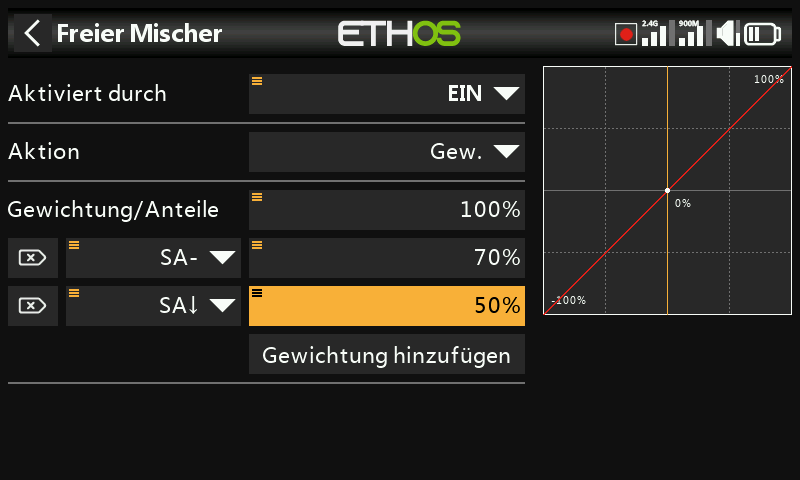 Freier Mischer
ETHOS
2.4G
900M
Aktiviert durch
EIN
Aktion
Gew.
Gewichtung/Anteile
100%
SA-
70%
SA↓
50%
Gewichtung hinzufügen
100%
0%
-100%